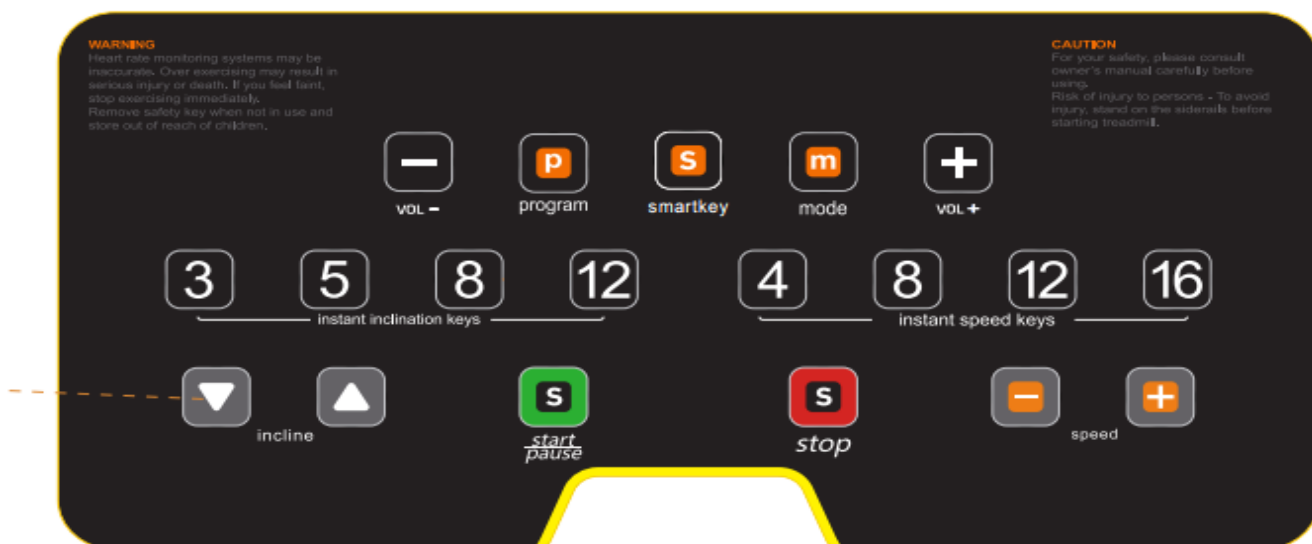 WARNING
Heart rate monitoring systems may be
inaccurate. Over exercising may result in
serious injury or death. If you feel faint,
stop exercising immediately.
Remove safety key when not in use and
store out of reach of children.
CAUTION
For your safety, please consult
owner's manual carefully before
using.
Risk of injury to persons - To avoid
injury, stand on the siderails before
starting treadmill.
p S m
VOL - program smartkey mode VOL +
3 5 8 12 4 8 12 16
instant inclination keys instant speed keys
S S
incline start stop speed
pause